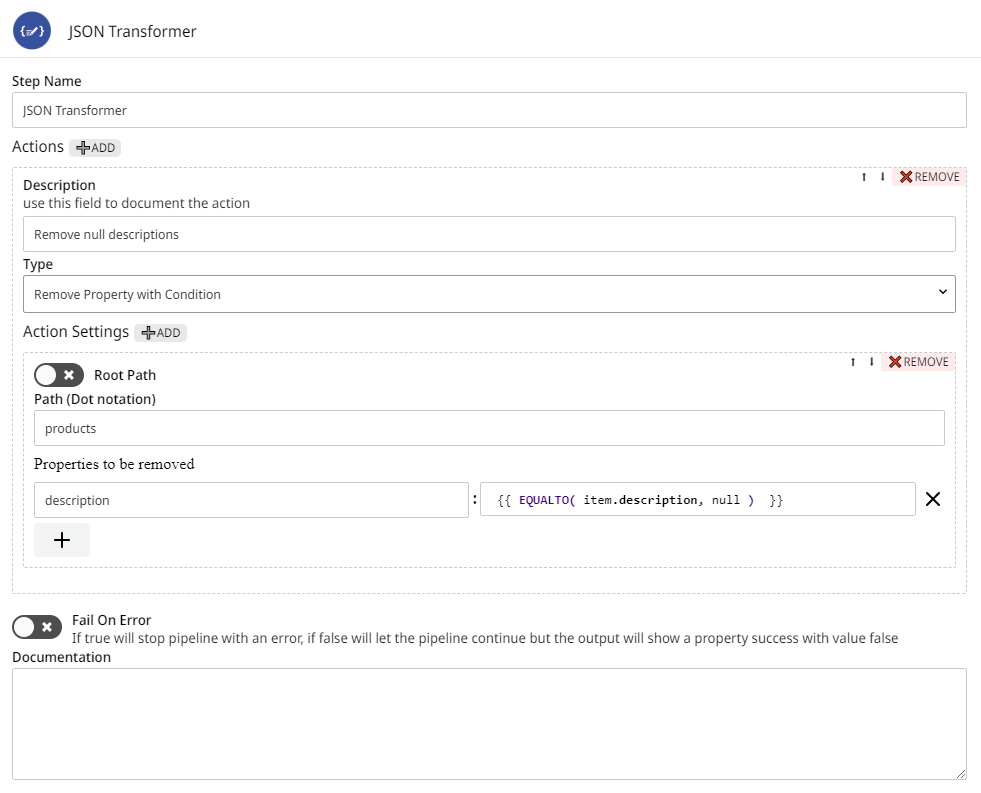 JSON Transformer
Step Name
JSON Transformer
Actions ADD
REMOVE
Description
use this field to document the action
Remove null descriptions
Type
Remove Property with Condition
Action Settings ADD
REMOVE
Root Path
Path (Dot notation)
products
Properties to be removed
description : {{ EQUALTO( item.description, null ) }}
Fail On Error
If true will stop pipeline with an error, if false will let the pipeline continue but the output will show a property success with value false
Documentation